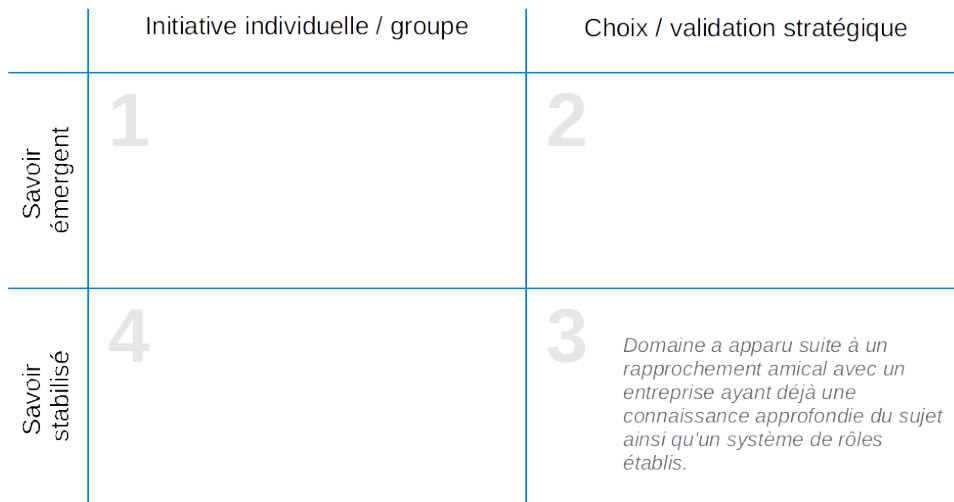 Initiative individuelle / groupe
Choix / validation stratégique
Savoir
émergent
1
2
Savoir
stabilisé
4
3
Domaine a apparu suite à un
rapprochement amical avec un
entreprise ayant déjà une
connaissance approfondie du sujet
ainsi qu'un système de rôles
établis.